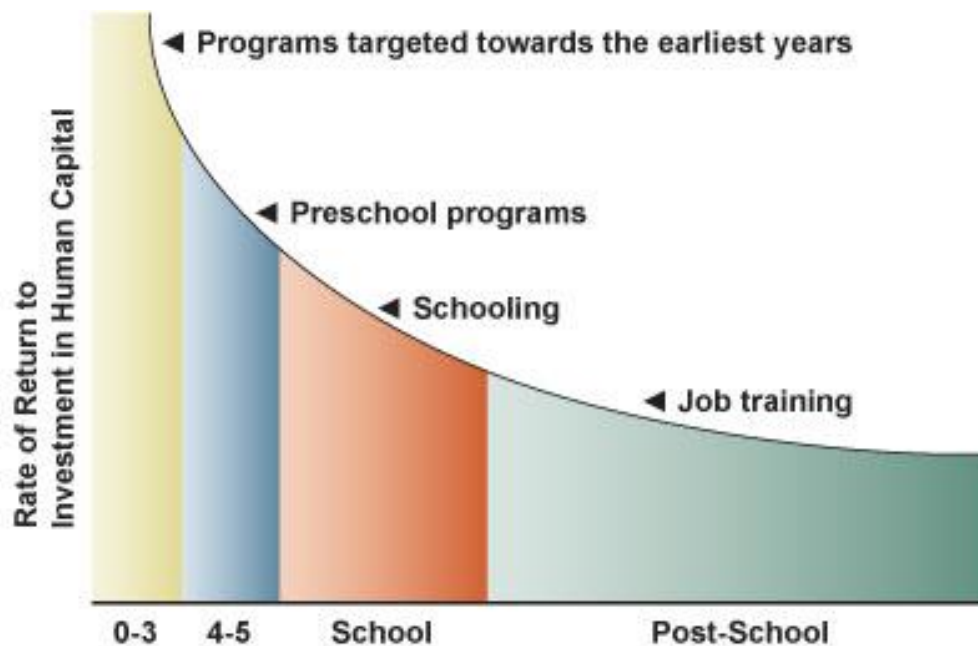 Programs targeted towards the earliest years
Preschool programs
Schooling
Job training
Rate of Return to
Investment in Human Capital
0-3
4-5
School
Post-School